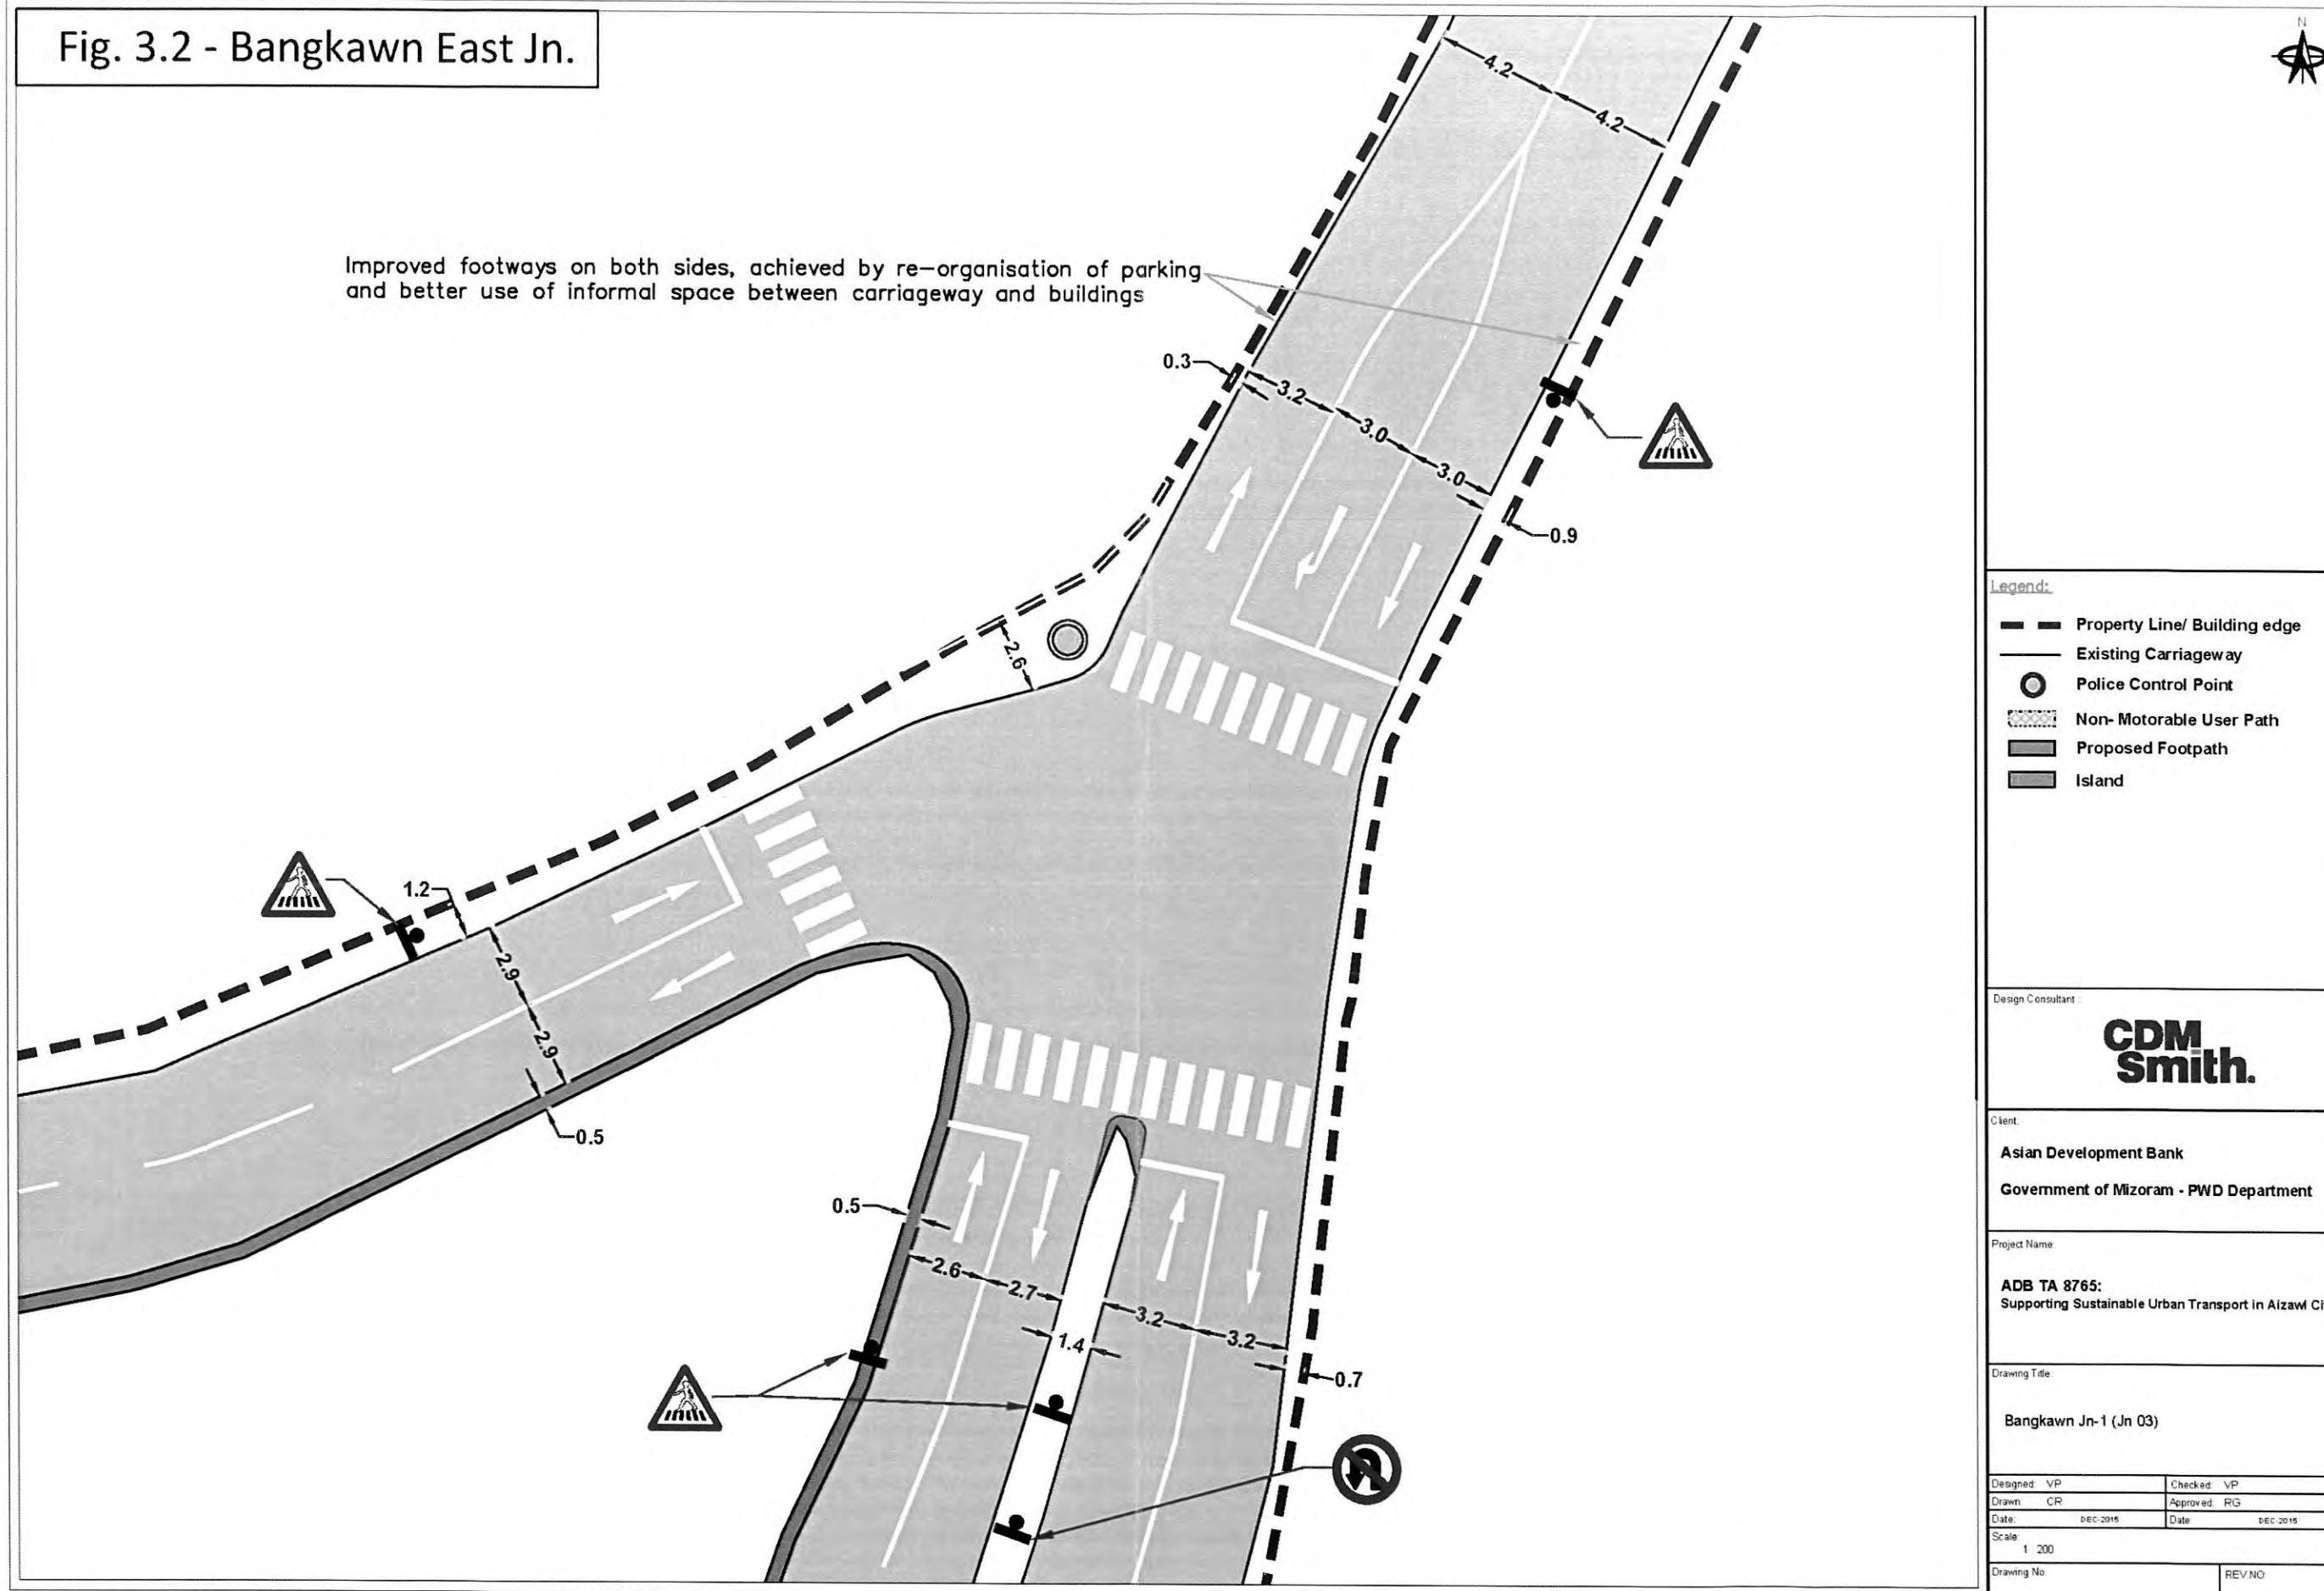 Fig. 3.2 - Bangkawn East Jn.
N
4.2
4.2
Improved footways on both sides, achieved by re-organisation of parking
and better use of informal space between carriageway and buildings
0.3
3.2
3.0
3.0
0.9
2.6
1.2
2.9
2.9
0.5
0.5
2.6
2.7
1.4
3.2
3.2
0.7
Legend:
Property Line/ Building edge
Existing Carriageway
Police Control Point
Non- Motorable User Path
Proposed Footpath
Island
Design Consultant :
CDM
Smith.
Client:
Asian Development Bank
Government of Mizoram - PWD Department
Project Name
ADB TA 8765:
Supporting Sustainable Urban Transport in Aizawl Ci
Drawing Title
Bangkawn Jn-1 (Jn 03)
Designed: VP Checked: VP
Drawn: CR Approved: RG
Date: DEC-2015 Date: DEC-2015
Scale:
1 200
Drawing No REV.NO